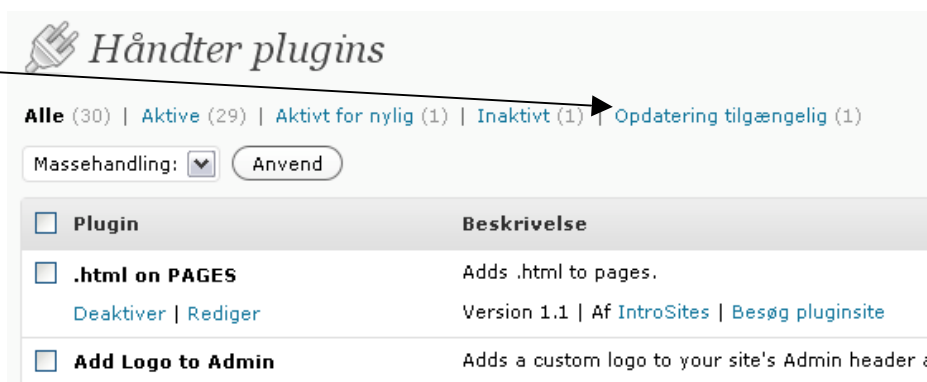 Håndter plugins
Alle (30) | Aktive (29) | Aktivt for nylig (1) | Inaktivt (1) | Opdatering tilgængelig (1)
Massehandling: Anvend
Plugin Beskrivelse
.html on PAGES Adds .html to pages.
Deaktiver | Rediger Version 1.1 | Af IntroSites | Besøg pluginsite
Add Logo to Admin Adds a custom logo to your site's Admin header